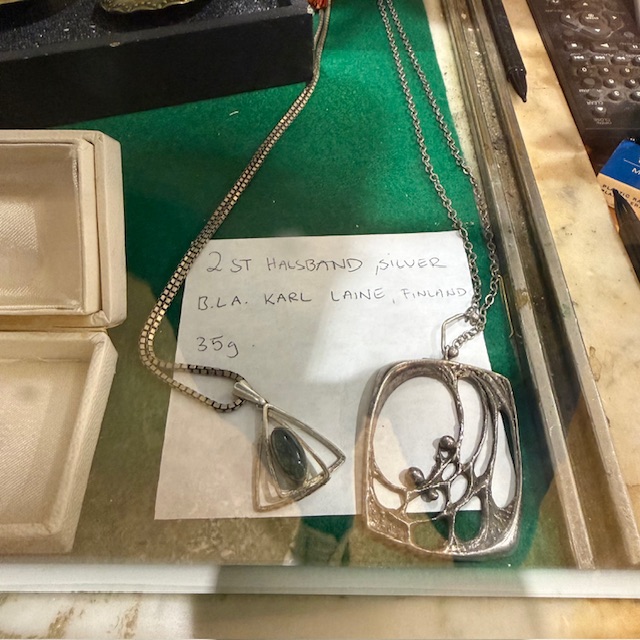 2 ST HALSBAND, SILVER
B.L.A. KARL LAINE, FINLAND
35g.